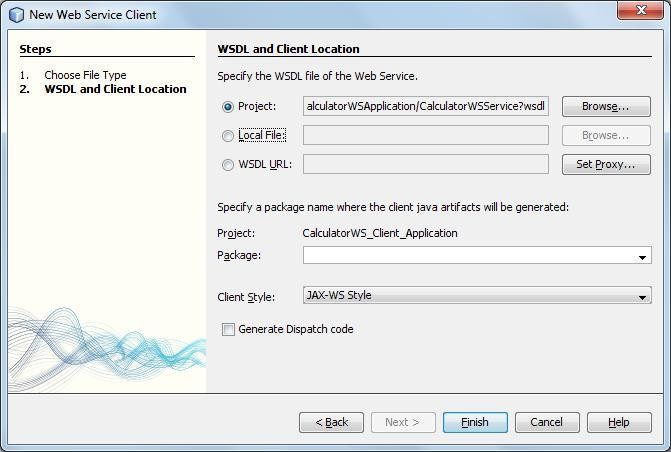 New Web Service Client
Steps
1. Choose File Type
2. WSDL and Client Location
WSDL and Client Location
Specify the WSDL file of the Web Service.
Project: alculatorWSApplication/CalculatorWSService?wsdl Browse...
Local File: Browse...
WSDL URL: Set Proxy...
Specify a package name where the client java artifacts will be generated:
Project: CalculatorWS_Client_Application
Package:
Client Style: JAX-WS Style
Generate Dispatch code
< Back Next > Finish Cancel Help